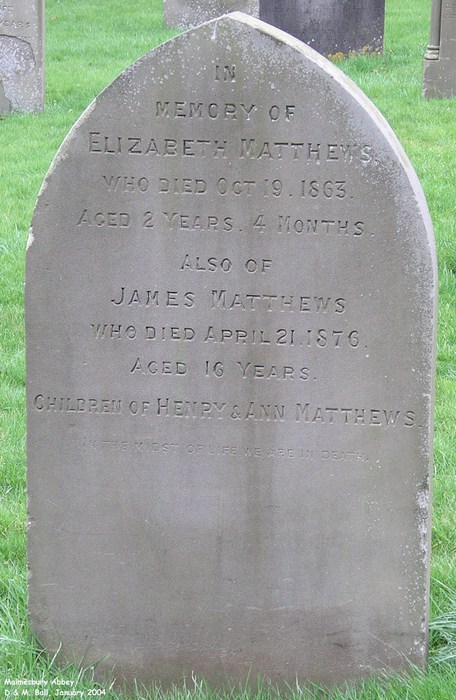 IN
MEMORY OF
ELIZABETH MATTHEWS.
WHO DIED OCT 19. 1863.
AGED 2 YEARS. 4 MONTHS.
ALSO OF
JAMES MATTHEWS
WHO DIED APRIL 21. 1876.
AGED 16 YEARS.
CHILDREN OF HENRY & ANN MATTHEWS.
IN THE MIDST OF LIFE WE ARE IN DEATH.
Malmesbury Abbey
D & M. Ball, January 2004